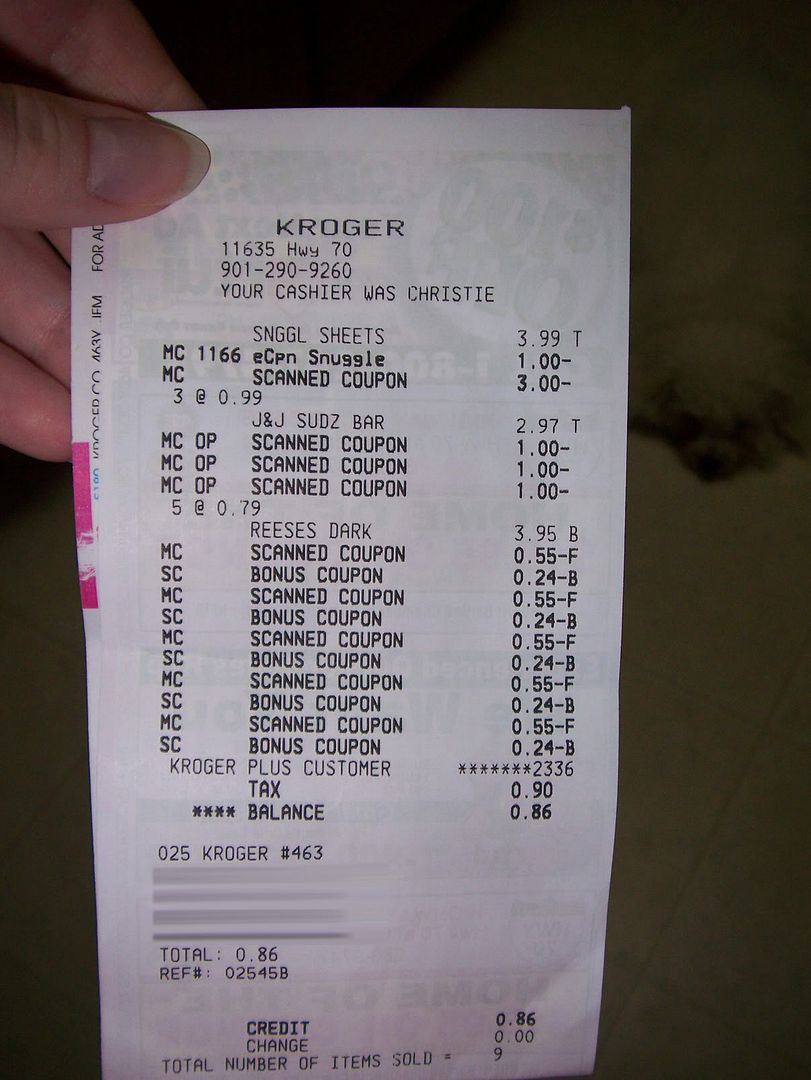 KROGER
11635 Hwy 70
901-290-9260
YOUR CASHIER WAS CHRISTIE
SNGGL SHEETS 3.99 T
MC 1166 eCpn Snuggle 1.00-
MC SCANNED COUPON 3.00-
3 @ 0.99
J&J SUDZ BAR 2.97 T
MC OP SCANNED COUPON 1.00-
MC OP SCANNED COUPON 1.00-
MC OP SCANNED COUPON 1.00-
5 @ 0.79
REESES DARK 3.95 B
MC SCANNED COUPON 0.55-F
SC BONUS COUPON 0.24-B
MC SCANNED COUPON 0.55-F
SC BONUS COUPON 0.24-B
MC SCANNED COUPON 0.55-F
SC BONUS COUPON 0.24-B
MC SCANNED COUPON 0.55-F
SC BONUS COUPON 0.24-B
MC SCANNED COUPON 0.55-F
SC BONUS COUPON 0.24-B
KROGER PLUS CUSTOMER *******2336
TAX 0.90
**** BALANCE 0.86
025 KROGER #463
TOTAL: 0.86
REF#: 02545B
CREDIT 0.86
CHANGE 0.00
TOTAL NUMBER OF ITEMS SOLD = 9
FOR AD